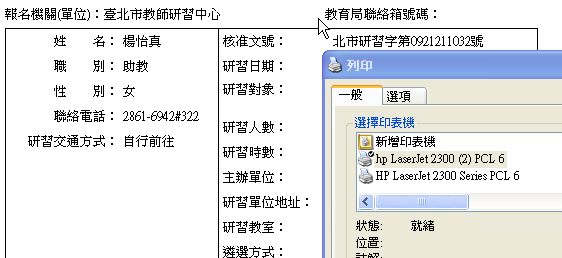 報名機關(單位)：臺北市教師研習中心
教育局聯絡箱號碼：
姓　　名：楊怡真
職　　別：助教
性　　別：女
聯絡電話：2861-6942#322
研習交通方式：自行前往
核准文號：北市研習字第0921211032號
研習日期：
研習對象：
研習人數：
研習時數：
主辦單位：
研習單位地址：
研習教室：
遴選方式：
列印
一般
選項
選擇印表機
新增印表機
hp LaserJet 2300 (2) PCL 6
HP LaserJet 2300 Series PCL 6
狀態：　就緒
位置：